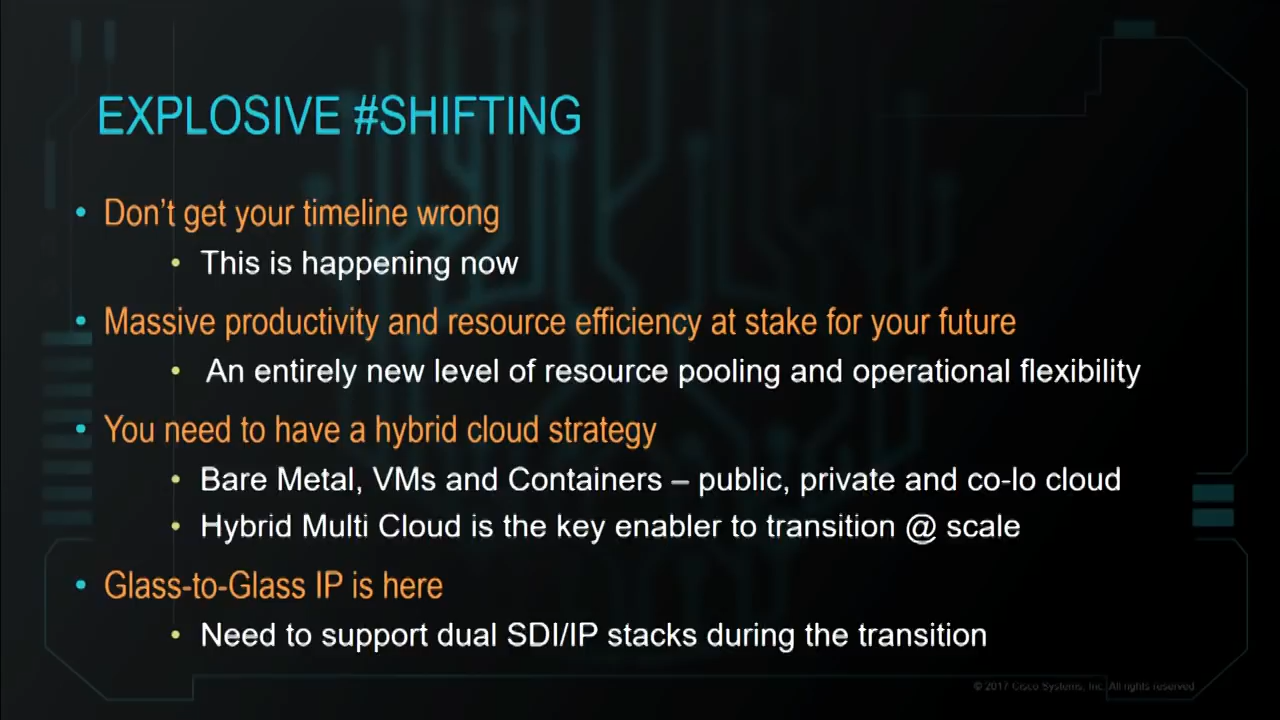 EXPLOSIVE #SHIFTING
• Don't get your timeline wrong
• This is happening now
• Massive productivity and resource efficiency at stake for your future
• An entirely new level of resource pooling and operational flexibility
• You need to have a hybrid cloud strategy
• Bare Metal, VMs and Containers – public, private and co-lo cloud
• Hybrid Multi Cloud is the key enabler to transition @ scale
• Glass-to-Glass IP is here
• Need to support dual SDI/IP stacks during the transition
© 2017 Cisco Systems, Inc. All rights reserved.